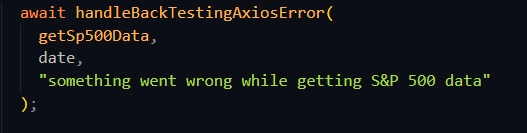 await handleBackTestingAxiosError(
  getSp500Data,
  date,
  "something went wrong while getting S&P 500 data"
);